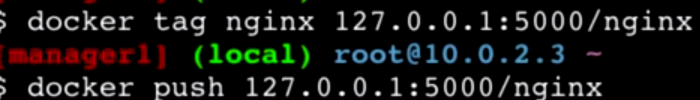 $ docker tag nginx 127.0.0.1:5000/nginx
[manager1] (local) root@10.0.2.3 ~
$ docker push 127.0.0.1:5000/nginx